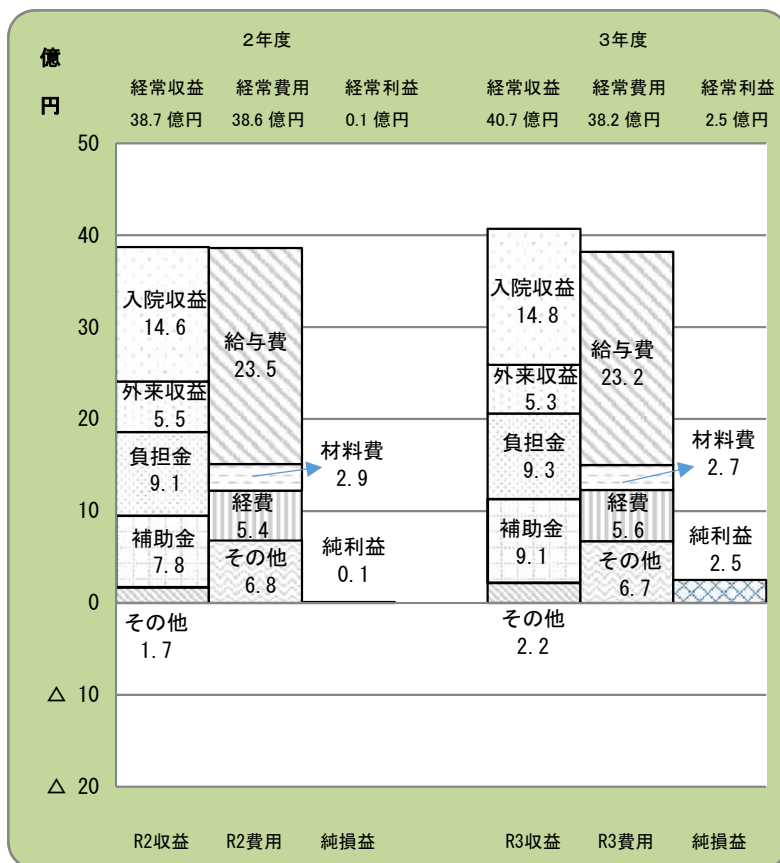 億
円
２年度
３年度
経常収益 経常費用 経常利益
38.7 億円 38.6 億円 0.1 億円
経常収益 経常費用 経常利益
40.7 億円 38.2 億円 2.5 億円
50
40
30
20
10
0
△ 10
△ 20
入院収益
14.6
外来収益
5.5
負担金
9.1
補助金
7.8
その他
1.7
給与費
23.5
材料費
2.9
経費
5.4
その他
6.8
純利益
0.1
入院収益
14.8
外来収益
5.3
負担金
9.3
補助金
9.1
その他
2.2
給与費
23.2
材料費
2.7
経費
5.6
その他
6.7
純利益
2.5
R2収益 R2費用 純損益 R3収益 R3費用 純損益